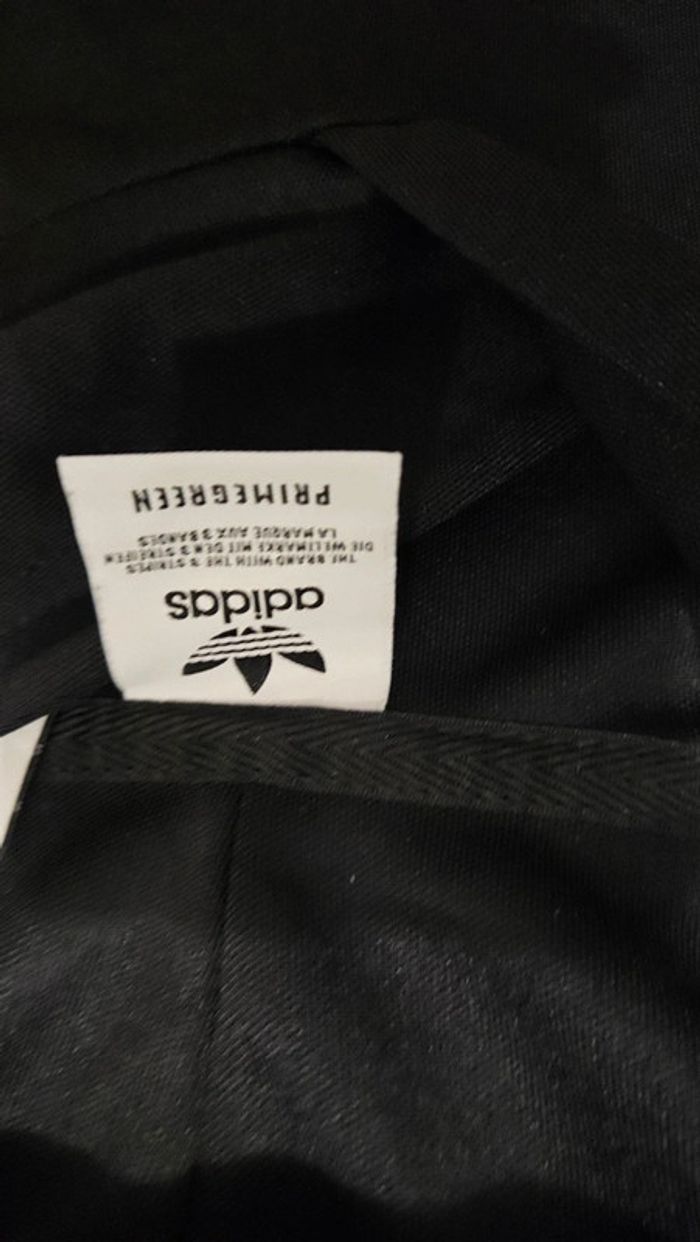 adidas
THE BRAND WITH THE 3 STRIPES
DIE WELTMARKE MIT DEN 3 STREIFEN
LA MARQUE AUX 3 BANDES
PRIMEGREEN